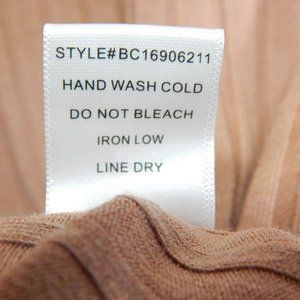 STYLE#BC16906211
HAND WASH COLD
DO NOT BLEACH
IRON LOW
LINE DRY